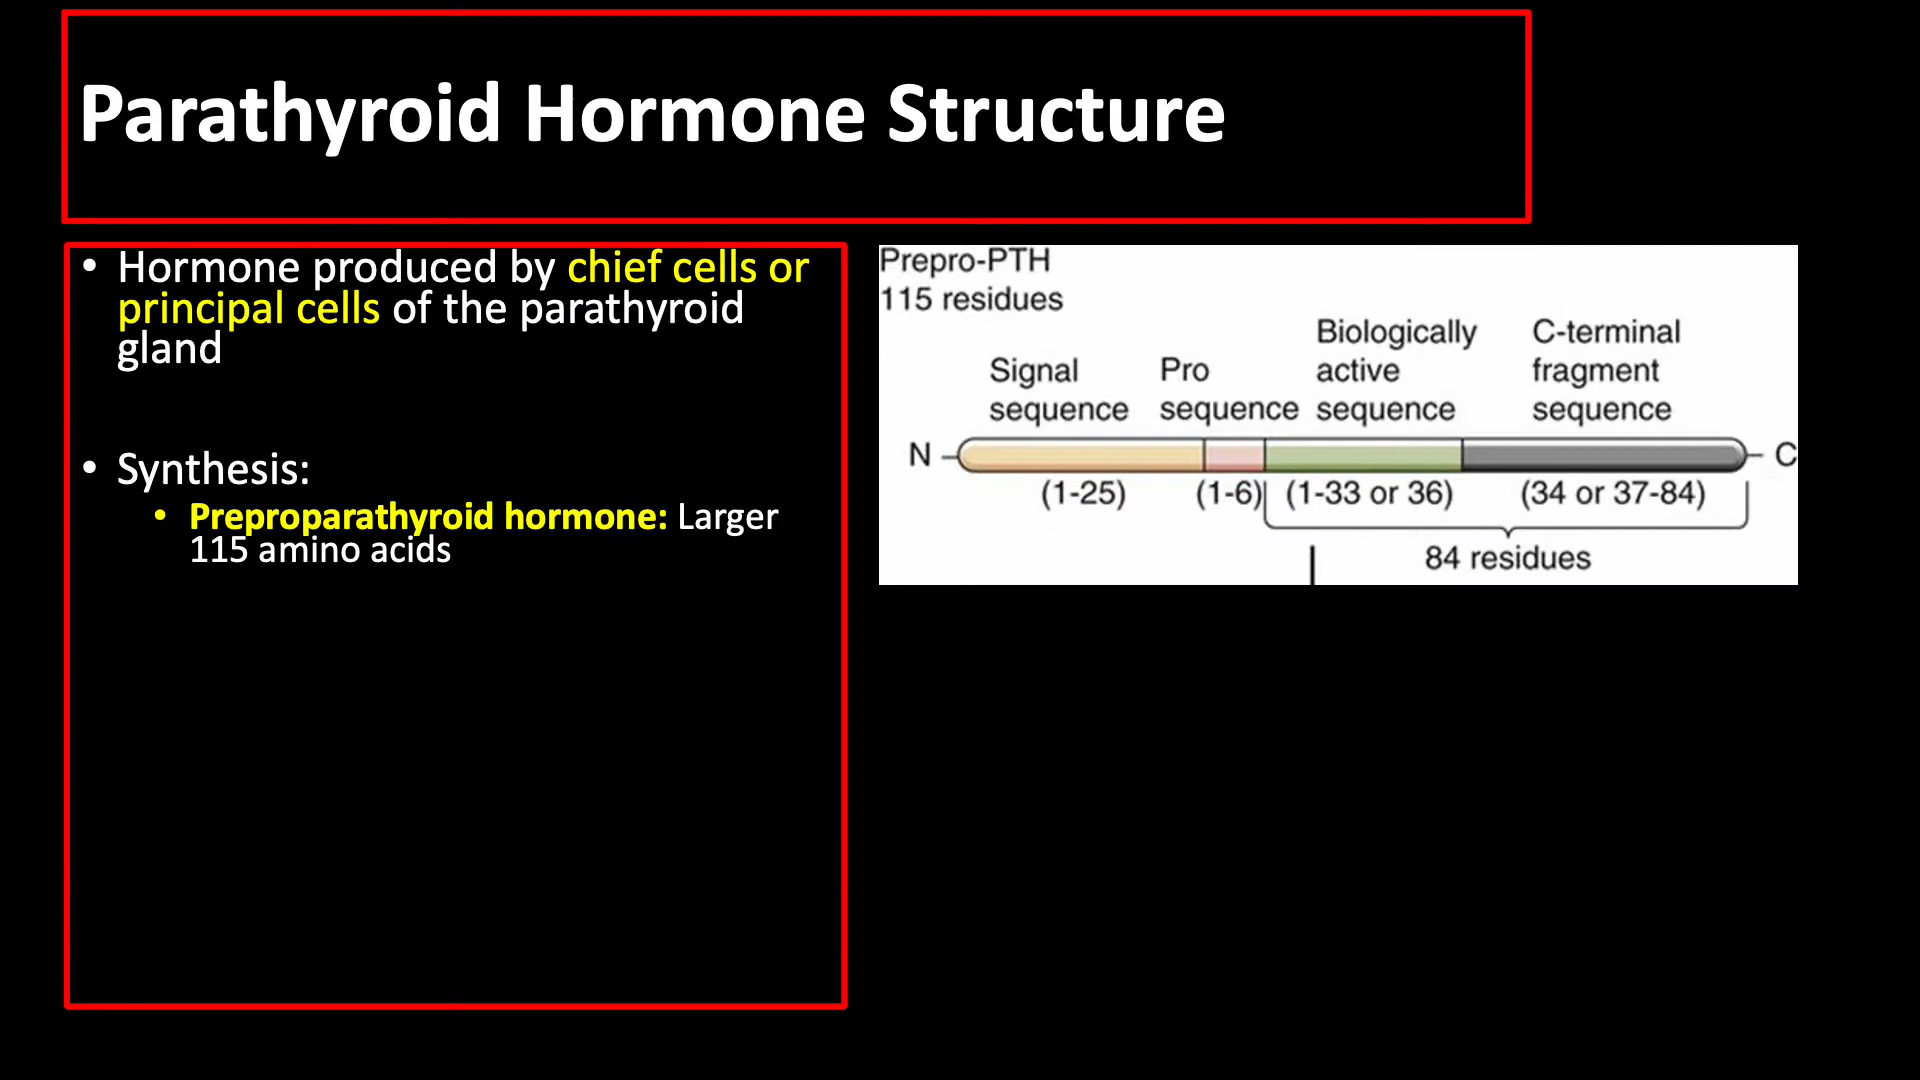 Parathyroid Hormone Structure
• Hormone produced by chief cells or
principal cells of the parathyroid
gland
• Synthesis:
• Preproparathyroid hormone: Larger
115 amino acids
Prepro-PTH
115 residues
Signal
sequence
Pro
sequence
Biologically
active
sequence
C-terminal
fragment
sequence
N
C
(1-25)
(1-6)
(1-33 or 36)
(34 or 37-84)
84 residues